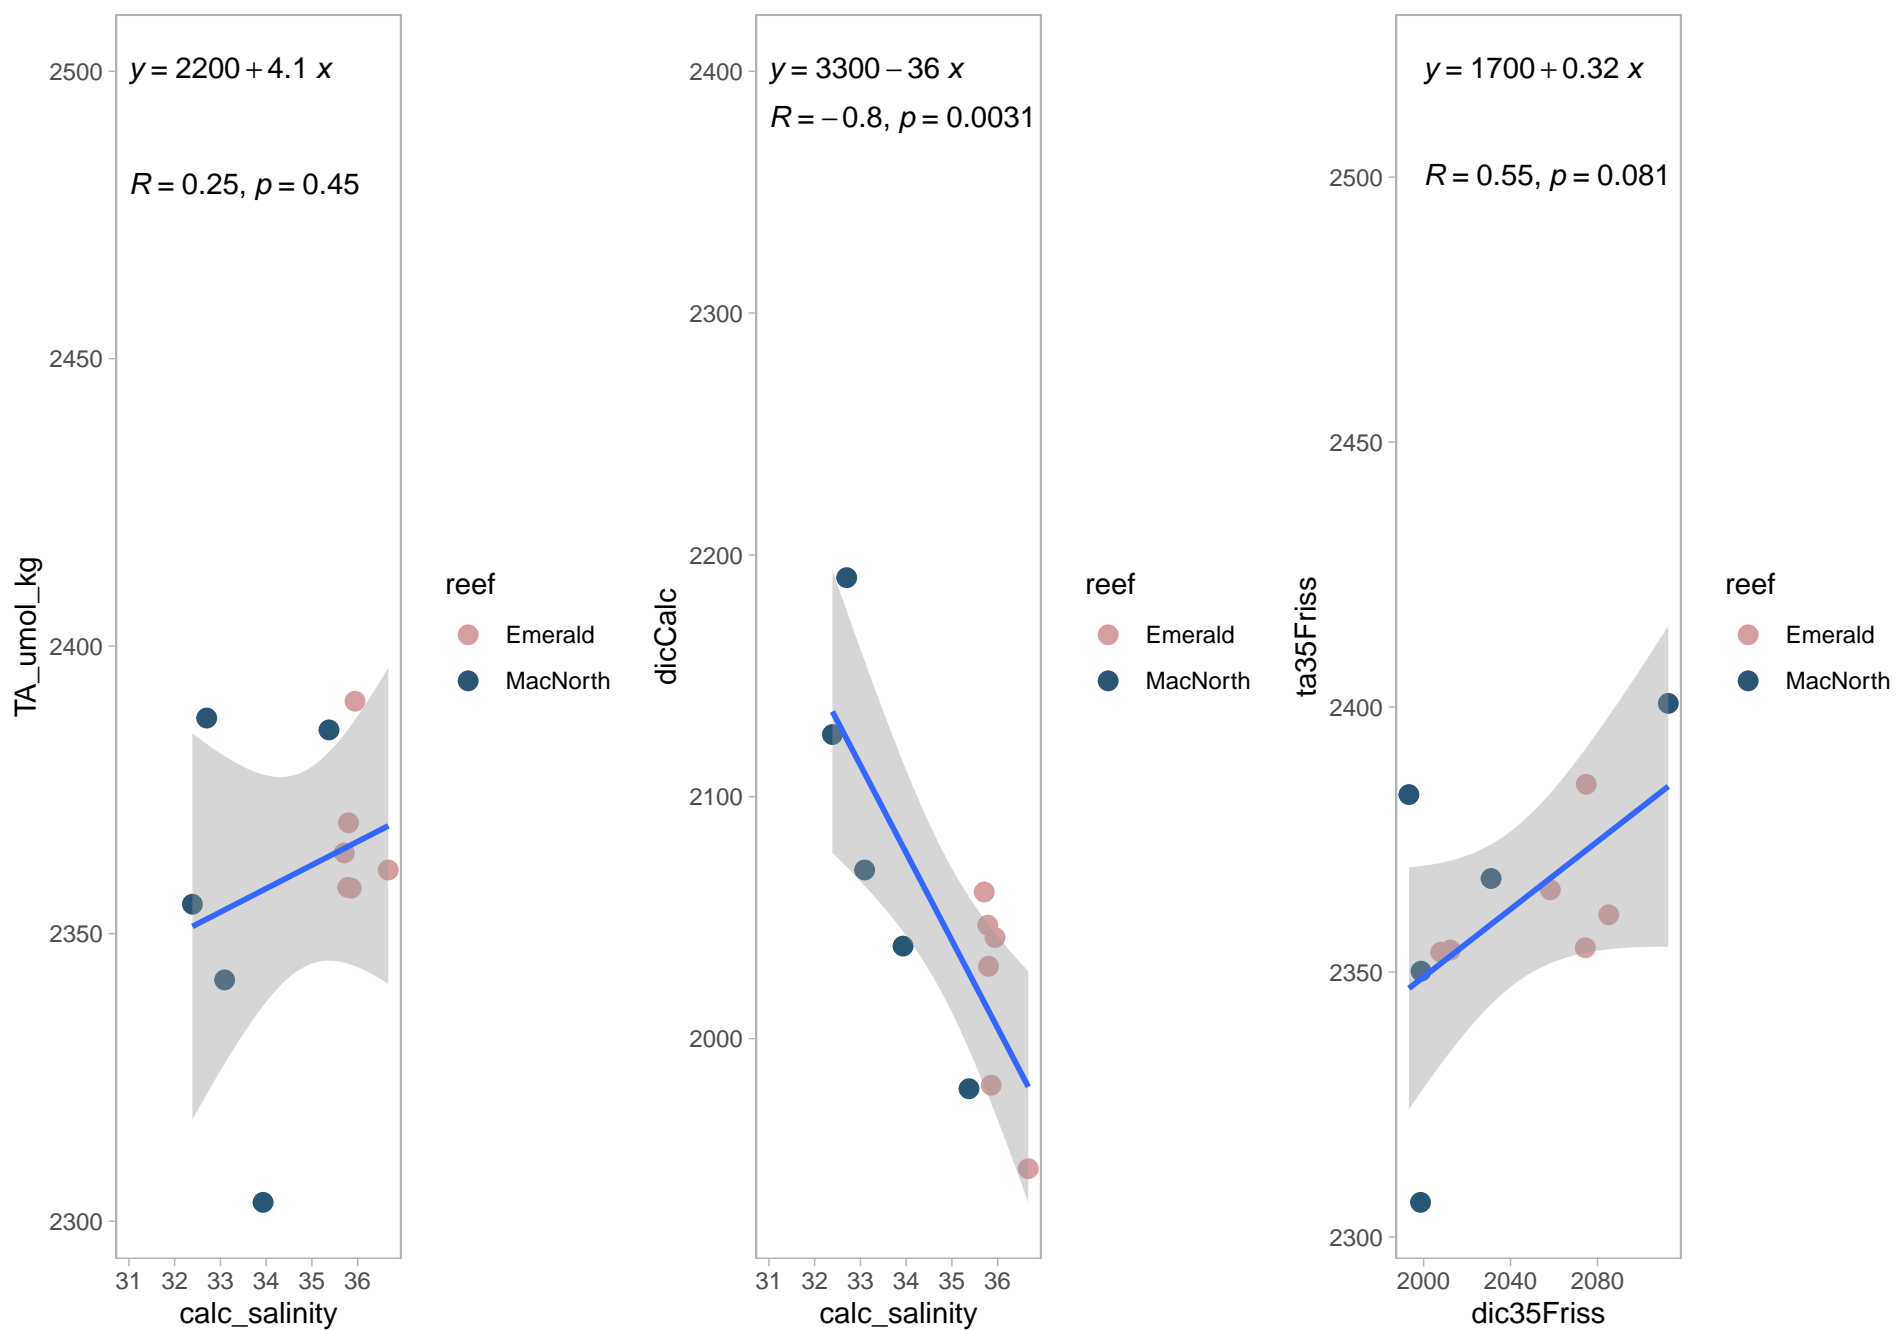 y = 2200 + 4.1 x
R = 0.25, p = 0.45
2500
2450
2400
2350
2300
TA_umol_kg
31 32 33 34 35 36
calc_salinity
reef
Emerald
MacNorth
y = 3300 − 36 x
R = −0.8, p = 0.0031
2400
2300
2200
2100
2000
dicCalc
31 32 33 34 35 36
calc_salinity
reef
Emerald
MacNorth
y = 1700 + 0.32 x
R = 0.55, p = 0.081
2500
2450
2400
2350
2300
ta35Friss
2000 2040 2080
dic35Friss
reef
Emerald
MacNorth